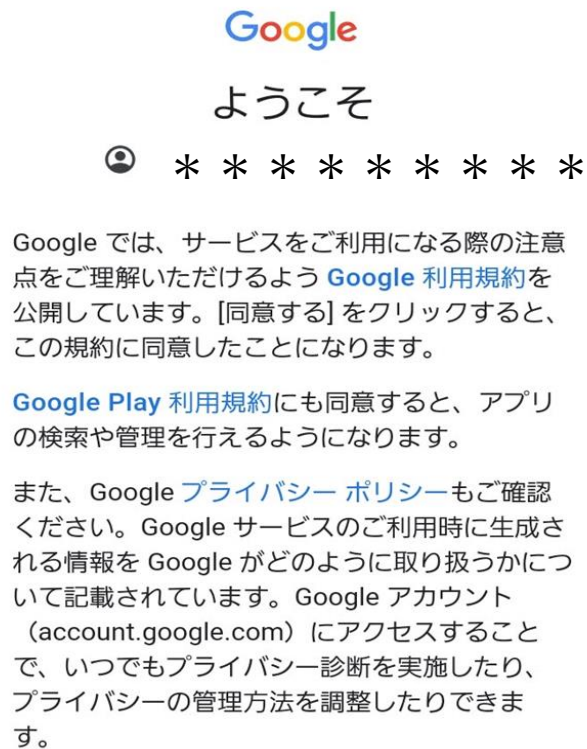 Google
ようこそ
＊＊＊＊＊＊＊＊＊
Google では、サービスをご利用になる際の注意
点をご理解いただけるよう Google 利用規約を
公開しています。[同意する] をクリックすると、
この規約に同意したことになります。
Google Play 利用規約にも同意すると、アプリ
の検索や管理を行えるようになります。
また、Google プライバシー ポリシーもご確認
ください。Google サービスのご利用時に生成さ
れる情報を Google がどのように取り扱うかにつ
いて記載されています。Google アカウント
（account.google.com）にアクセスすること
で、いつでもプライバシー診断を実施したり、
プライバシーの管理方法を調整したりできま
す。